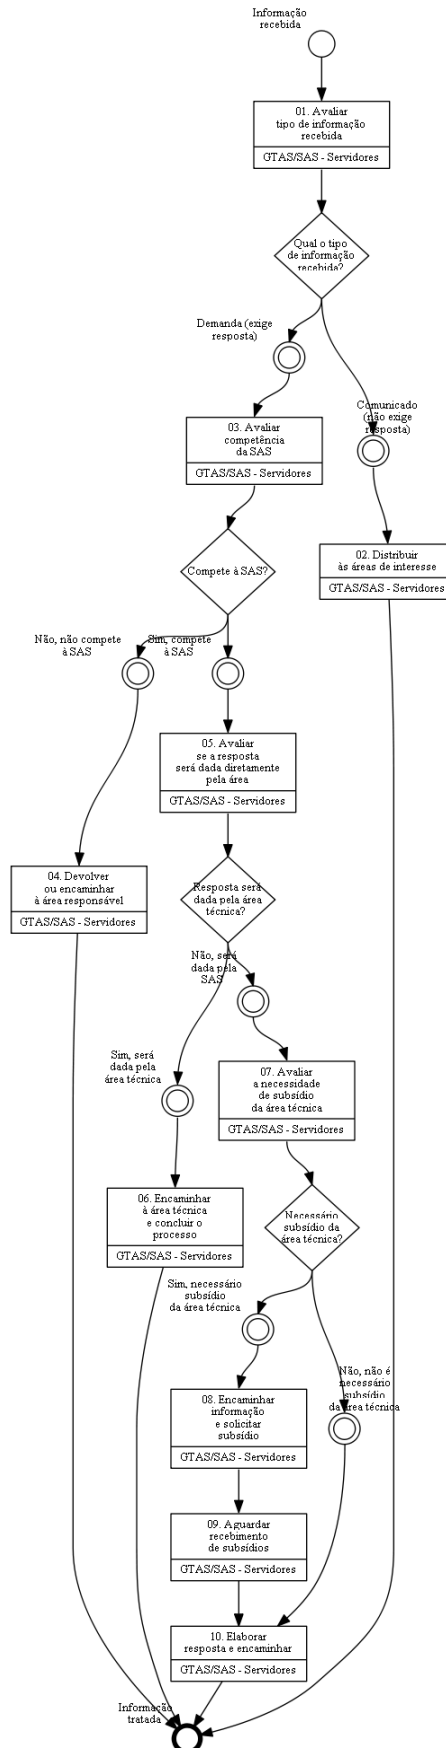 Informação
recebida
01. Avaliar
tipo de informação
recebida
GTAS/SAS - Servidores
Qual o tipo
de informação
recebida?
Demanda (exige
resposta)
Comunicado
(não exige
resposta)
03. Avaliar
competência
da SAS
GTAS/SAS - Servidores
02. Distribuir
às áreas de interesse
GTAS/SAS - Servidores
Compete à SAS?
Não, não compete
à SAS
Sim, compete
à SAS
05. Avaliar
se a resposta
será dada diretamente
pela área
GTAS/SAS - Servidores
04. Devolver
ou encaminhar
à área responsável
GTAS/SAS - Servidores
Resposta será
dada pela área
técnica?
Não, será
dada pela
SAS
Sim, será
dada pela
área técnica
07. Avaliar
a necessidade
de subsídio
da área técnica
GTAS/SAS - Servidores
06. Encaminhar
à área técnica
e concluir o
processo
GTAS/SAS - Servidores
Necessário
subsídio da
área técnica?
Sim, necessário
subsídio
da área técnica
Não, não é
necessário
subsídio
da área técnica
08. Encaminhar
informação
e solicitar
subsídio
GTAS/SAS - Servidores
09. Aguardar
recebimento
de subsídios
GTAS/SAS - Servidores
10. Elaborar
resposta e encaminhar
GTAS/SAS - Servidores
Informação
tratada